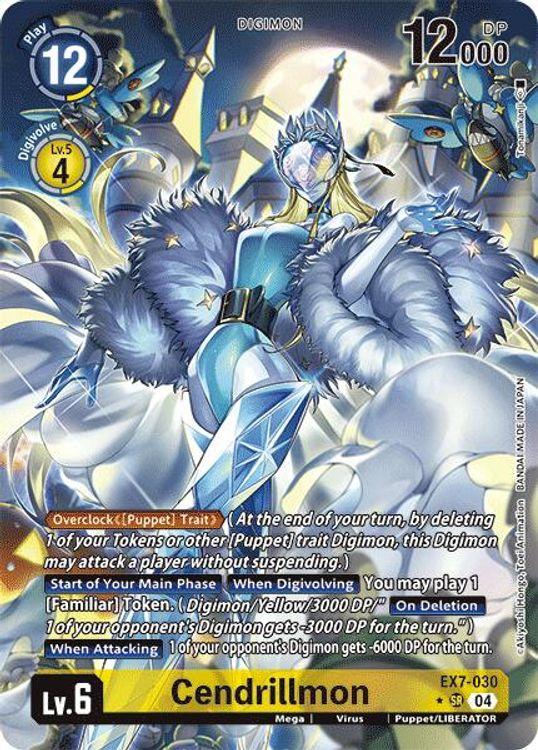 DIGIMON
Play
12
12000
DP
Digivolve
Lv.5
4
Tonamikanji
©Akiyoshi Hongo, Toei Animation BANDAI MADE IN JAPAN
Overclock《[Puppet] Trait》 (At the end of your turn, by deleting
1 of your Tokens or other [Puppet] trait Digimon, this Digimon
may attack a player without suspending.)
Start of Your Main Phase When Digivolving You may play 1
[Familiar] Token. (Digimon/Yellow/3000 DP/" On Deletion
1 of your opponent's Digimon gets -3000 DP for the turn.")
When Attacking 1 of your opponent's Digimon gets -6000 DP for the turn.
Lv.6
Cendrillmon
EX7-030
SR 04
Mega Virus Puppet/LIBERATOR